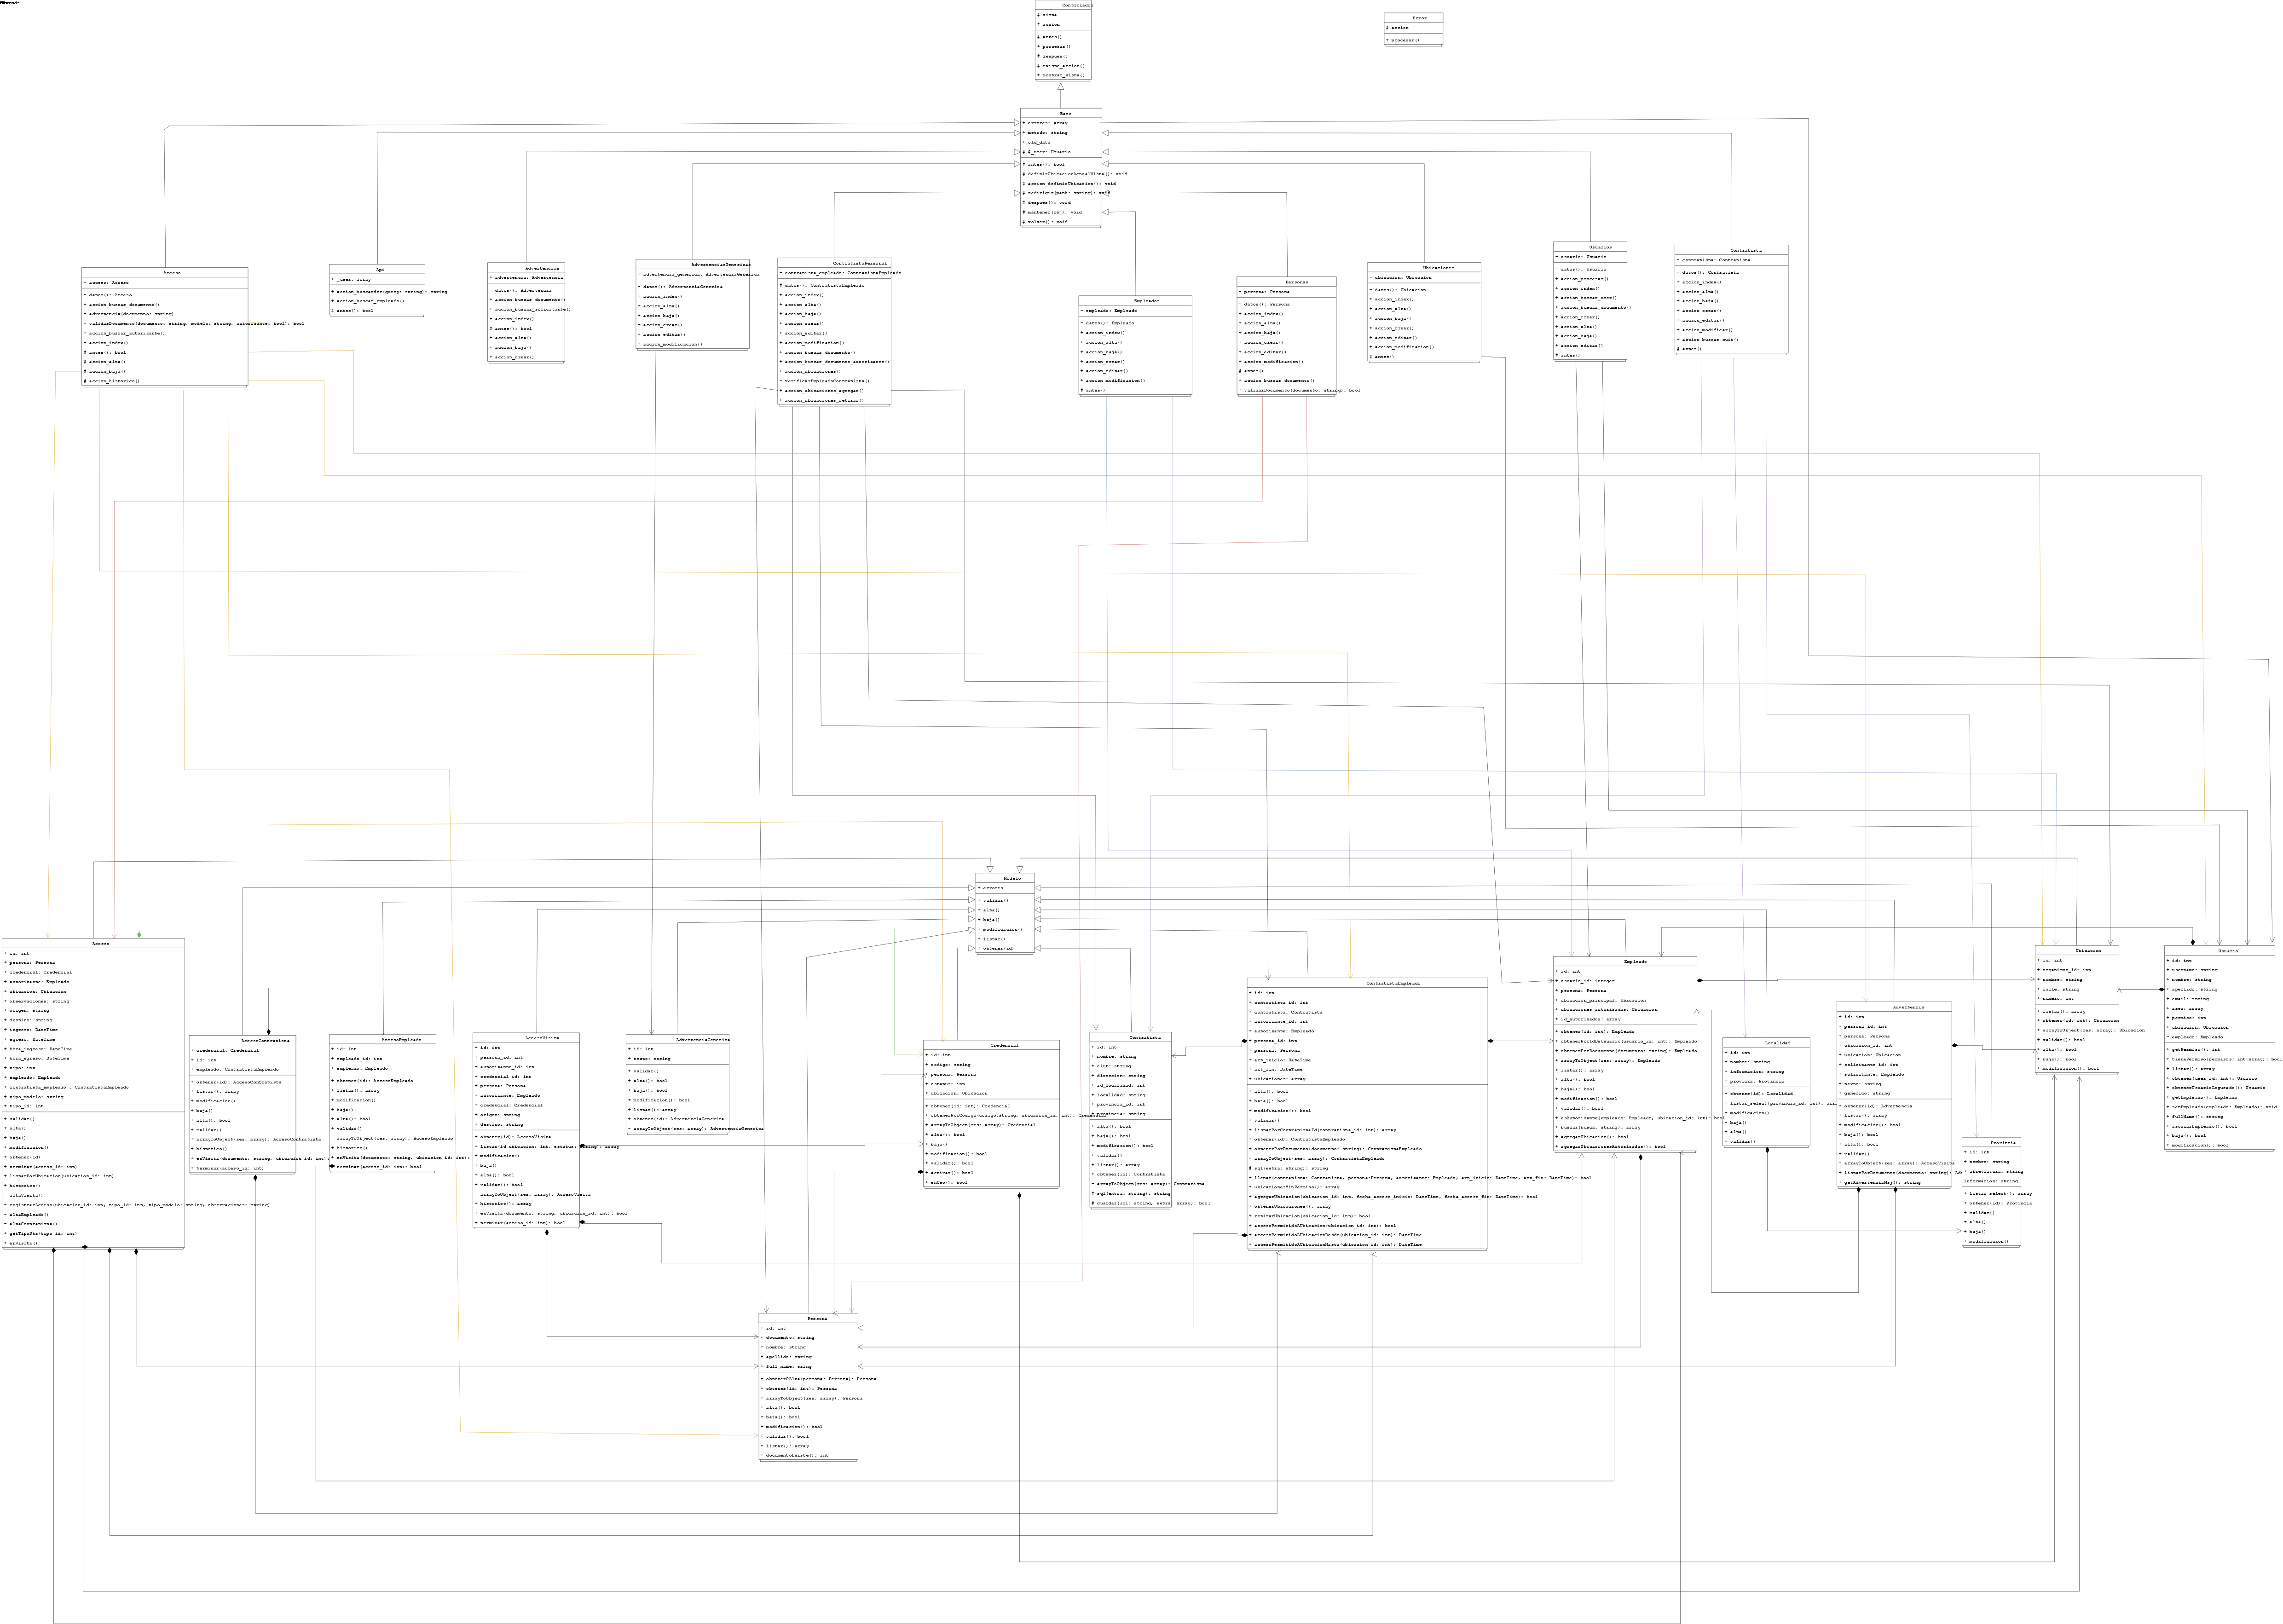 Controlador
$ vista
$ accion
$ antes()
+ procesar()
$ despues()
$ existe_accion()
+ mostrar_vista()
Error
$ accion
+ procesar()
Base
+ errores: array
+ metodo: string
+ old_data
$ $_user: Usuario
$ antes(): bool
$ definirUbicacionActualVista(): void
$ accion_definirUbicacion(): void
$ redirigir(path: string): void
$ despues(): void
$ mantener(obj): void
$ volver(): void
Acceso
+ acceso: Acceso
- datos(): Acceso
+ accion_buscar_documento()
+ advertencia(documento: string)
+ validarDocumento(documento: string, modelo: string, autorizante: bool): bool
+ accion_buscar_autorizante()
+ accion_index()
$ antes(): bool
$ accion_alta()
$ accion_baja()
$ accion_historico()
Api
+ _user: array
+ accion_buscador(query: string): string
+ accion_buscar_empleado()
$ antes(): bool
Advertencias
+ advertencia: Advertencia
- datos(): Advertencia
+ accion_buscar_documento()
+ accion_buscar_solicitante()
+ accion_index()
$ antes(): bool
+ accion_alta()
+ accion_baja()
+ accion_crear()
AdvertenciasGenericas
+ advertencia_generica: AdvertenciaGenerica
- datos(): AdvertenciaGenerica
+ accion_index()
+ accion_alta()
+ accion_baja()
+ accion_crear()
+ accion_editar()
+ accion_modificacion()
ContratistaPersonal
- contratista_empleado: ContratistaEmpleado
$ datos(): ContratistaEmpleado
+ accion_index()
+ accion_alta()
+ accion_baja()
+ accion_crear()
+ accion_editar()
+ accion_modificacion()
+ accion_buscar_documento()
+ accion_buscar_documento_autorizante()
+ accion_ubicaciones()
- verificarEmpleadoContratista()
+ accion_ubicaciones_agregar()
+ accion_ubicaciones_retirar()
Empleados
- empleado: Empleado
- datos(): Empleado
+ accion_index()
+ accion_alta()
+ accion_baja()
+ accion_crear()
+ accion_editar()
+ accion_modificacion()
$ antes()
Personas
- persona: Persona
- datos(): Persona
+ accion_index()
+ accion_alta()
+ accion_baja()
+ accion_crear()
+ accion_editar()
+ accion_modificacion()
$ antes()
+ accion_buscar_documento()
+ validarDocumento(documento: string): bool
Ubicaciones
- ubicacion: Ubicacion
- datos(): Ubicacion
+ accion_index()
+ accion_alta()
+ accion_baja()
+ accion_crear()
+ accion_editar()
+ accion_modificacion()
$ antes()
Usuarios
- usuario: Usuario
- datos(): Usuario
+ accion_procesar()
+ accion_index()
+ accion_buscar_user()
+ accion_buscar_documento()
+ accion_crear()
+ accion_alta()
+ accion_baja()
+ accion_editar()
$ antes()
Contratista
- contratista: Contratista
- datos(): Contratista
+ accion_index()
+ accion_alta()
+ accion_baja()
+ accion_crear()
+ accion_editar()
+ accion_modificar()
+ accion_buscar_cuit()
$ antes()
Modelo
+ errores
+ validar()
+ alta()
+ baja()
+ modificacion()
+ listar()
+ obtener(id)
Acceso
+ id: int
+ persona: Persona
+ credencial: Credencial
+ autorizante: Empleado
+ ubicacion: Ubicacion
+ observaciones: string
+ origen: string
+ destino: string
+ ingreso: DateTime
+ egreso: DateTime
+ hora_ingreso: DateTime
+ hora_egreso: DateTime
+ tipo: int
+ empleado: Empleado
+ contratista_empleado : ContratistaEmpleado
+ tipo_modelo: string
+ tipo_id: int
+ validar()
+ alta()
+ baja()
+ modificacion()
+ obtener(id)
+ terminar(acceso_id: int)
+ listarPorUbicacion(ubicacion_id: int)
+ historico()
- altaVisita()
- registrarAcceso(ubicacion_id: int, tipo_id: int, tipo_modelo: string, observaciones: string)
- altaEmpleado()
- altaContratista()
+ getTipoStr(tipo_id: int)
+ esVisita()
AccesoContratista
+ credencial: Credencial
+ id: int
+ empleado: ContratistaEmpleado
+ obtener(id): AccesoContratista
+ listar(): array
+ modificacion()
+ baja()
+ alta(): bool
+ validar()
+ arrayToObject(res: array): AccesoContratista
+ historico()
+ esVisita(documento: string, ubicacion_id: int):
+ terminar(acceso_id: int)
AccesoEmpleado
+ id: int
+ empleado_id: int
+ empleado: Empleado
+ obtener(id): AccesoEmpleado
+ listar(): array
+ modificacion()
+ baja()
+ alta(): bool
+ validar()
- arrayToObject(res: array): AccesoEmpleado
+ historico()
+ esVisita(documento: string, ubicacion_id: int):
+ terminar(acceso_id: int): bool
AccesoVisita
+ id: int
+ persona_id: int
+ autorizante_id: int
+ credencial_id: int
+ persona: Persona
+ autorizante: Empleado
+ credencial: Credencial
+ origen: string
+ destino: string
+ obtener(id): AccesoVisita
+ listar(id_ubicacion: int, estatus: string): array
+ modificacion()
+ baja()
+ alta(): bool
+ validar(): bool
- arrayToObject(res: array): AccesoVisita
+ historico(): array
+ esVisita(documento: string, ubicacion_id: int): bool
+ terminar(acceso_id: int): bool
AdvertenciaGenerica
+ id: int
+ texto: string
+ validar()
+ alta(): bool
+ baja(): bool
+ modificacion(): bool
+ listar(): array
+ obtener(id): AdvertenciaGenerica
- arrayToObject(res: array): AdvertenciaGenerica
Credencial
+ id: int
+ codigo: string
+ persona: Persona
+ estatus: int
+ ubicacion: Ubicacion
+ obtener(id: int): Credencial
+ obtenerPorCodigo(codigo:string, ubicacion_id: int): Credencial
+ arrayToObject(res: array): Credencial
+ alta(): bool
+ baja()
+ modificacion(): bool
+ validar(): bool
+ activar(): bool
+ enUso(): bool
Contratista
+ id: int
+ nombre: string
+ cuit: string
+ direccion: string
+ id_localidad: int
+ localidad: string
+ provincia_id: int
+ provincia: string
+ alta(): bool
+ baja(): bool
+ modificacion(): bool
+ validar()
+ listar(): array
+ obtener(id): Contratista
- arrayToObject(res: array): Contratista
$ sql(extra: string): string
$ guardar(sql: string, extra: array): bool
ContratistaEmpleado
+ id: int
+ contratista_id: int
+ contratista: Contratista
+ autorizante_id: int
+ autorizante: Empleado
+ persona_id: int
+ persona: Persona
+ art_inicio: DateTime
+ art_fin: DateTime
+ ubicaciones: array
+ alta(): bool
+ baja(): bool
+ modificacion(): bool
+ validar()
+ listarPorContratistaId(contratista_id: int): array
+ obtener(id): ContratistaEmpleado
+ obtenerPorDocumento(documento: string): ContratistaEmpleado
+ arrayToObject(res: array): ContratistaEmpleado
$ sql(extra: string): string
+ llenar(contratista: Contratista, persona:Persona, autorizante: Empleado, art_inicio: DateTime, art_fin: DateTime): bool
+ ubicacionesSinPermiso(): array
+ agregarUbicacion(ubicacion_id: int, fecha_acceso_inicio: DateTime, fecha_acceso_fin: DateTime): bool
+ obtenerUbicaciones(): array
+ retirarUbicacion(ubicacion_id: int): bool
+ accesoPermitidoAUbicacion(ubicacion_id: int): bool
+ accesoPermitidoAUbicacionDesde(ubicacion_id: int): DateTime
+ accesoPermitidoAUbicacionHasta(ubicacion_id: int): DateTime
Empleado
+ id: int
+ usuario_id: integer
+ persona: Persona
+ ubicacion_principal: Ubicacion
+ ubicaciones_autorizadas: Ubicacion
+ id_autorizador: array
+ obtener(id: int): Empleado
+ obtenerPorIdDeUsuario(usuario_id: int): Empleado
+ obtenerPorDocumento(documento: string): Empleado
+ arrayToObject(res: array): Empleado
+ listar(): array
+ alta(): bool
+ baja(): bool
+ modificacion(): bool
+ validar(): bool
+ esAutorizante(empleado: Empleado, ubicacion_id: int): bool
+ buscar(busca: string): array
+ agregarUbicacion(): bool
+ agregarUbicacionesAutorizadas(): bool
Localidad
+ id: int
+ nombre: string
+ informacion: string
+ provicia: Provincia
+ obtener(id): Localidad
+ listar_select(provincia_id: int): array
+ modificacion()
+ baja()
+ alta()
+ validar()
Advertencia
+ id: int
+ persona_id: int
+ persona: Persona
+ ubicacion_id: int
+ ubicacion: Ubicacion
+ solicitante_id: int
+ solicitante: Empleado
+ texto: string
+ generico: string
+ obtener(id): Advertencia
+ listar(): array
+ modificacion(): bool
+ baja(): bool
+ alta(): bool
+ validar()
- arrayToObject(res: array): AccesoVisita
+ listarPorDocumento(documento: string):
+ getAdvertenciaMsj(): string
Provincia
+ id: int
+ nombre: string
+ abreviatura: string
informacion: string
+ listar_select(): array
+ obtener(id): Provincia
+ validar()
+ alta()
+ baja()
+ modificacion()
Ubicacion
+ id: int
+ organismo_id: int
+ nombre: string
+ calle: string
+ numero: int
+ listar(): array
+ obtener(id: int): Ubicacion
+ arrayToObject(res: array): Ubicacion
+ validar(): bool
+ alta(): bool
+ baja(): bool
+ modificacion(): bool
Usuario
+ id: int
+ username: string
+ nombre: string
+ apellido: string
+ email: string
+ area: array
+ permiso: int
+ ubicacion: Ubicacion
- empleado: Empleado
+ getPermiso(): int
+ tienePermiso(permisos: int|array): bool
+ listar(): array
+ obtener(user_id: int): Usuario
+ obtenerUsuarioLogueado(): Usuario
+ getEmpleado(): Empleado
+ setEmpleado(empleado: Empleado): void
+ fullName(): string
+ asociarEmpleado(): bool
+ baja(): bool
+ modificacion(): bool
Persona
+ id: int
+ documento: string
+ nombre: string
+ apellido: string
+ full_name: sring
+ obtenerOAlta(persona: Persona): Persona
+ obtener(id: int): Persona
+ arrayToObject(res: array): Persona
+ alta(): bool
+ baja(): bool
+ modificacion(): bool
+ validar(): bool
+ listar(): array
+ documentoExiste(): int